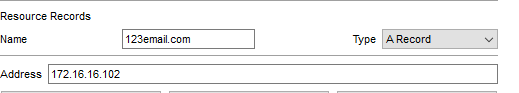 Resource Records
Name 123email.com Type A Record
Address 172.16.16.102